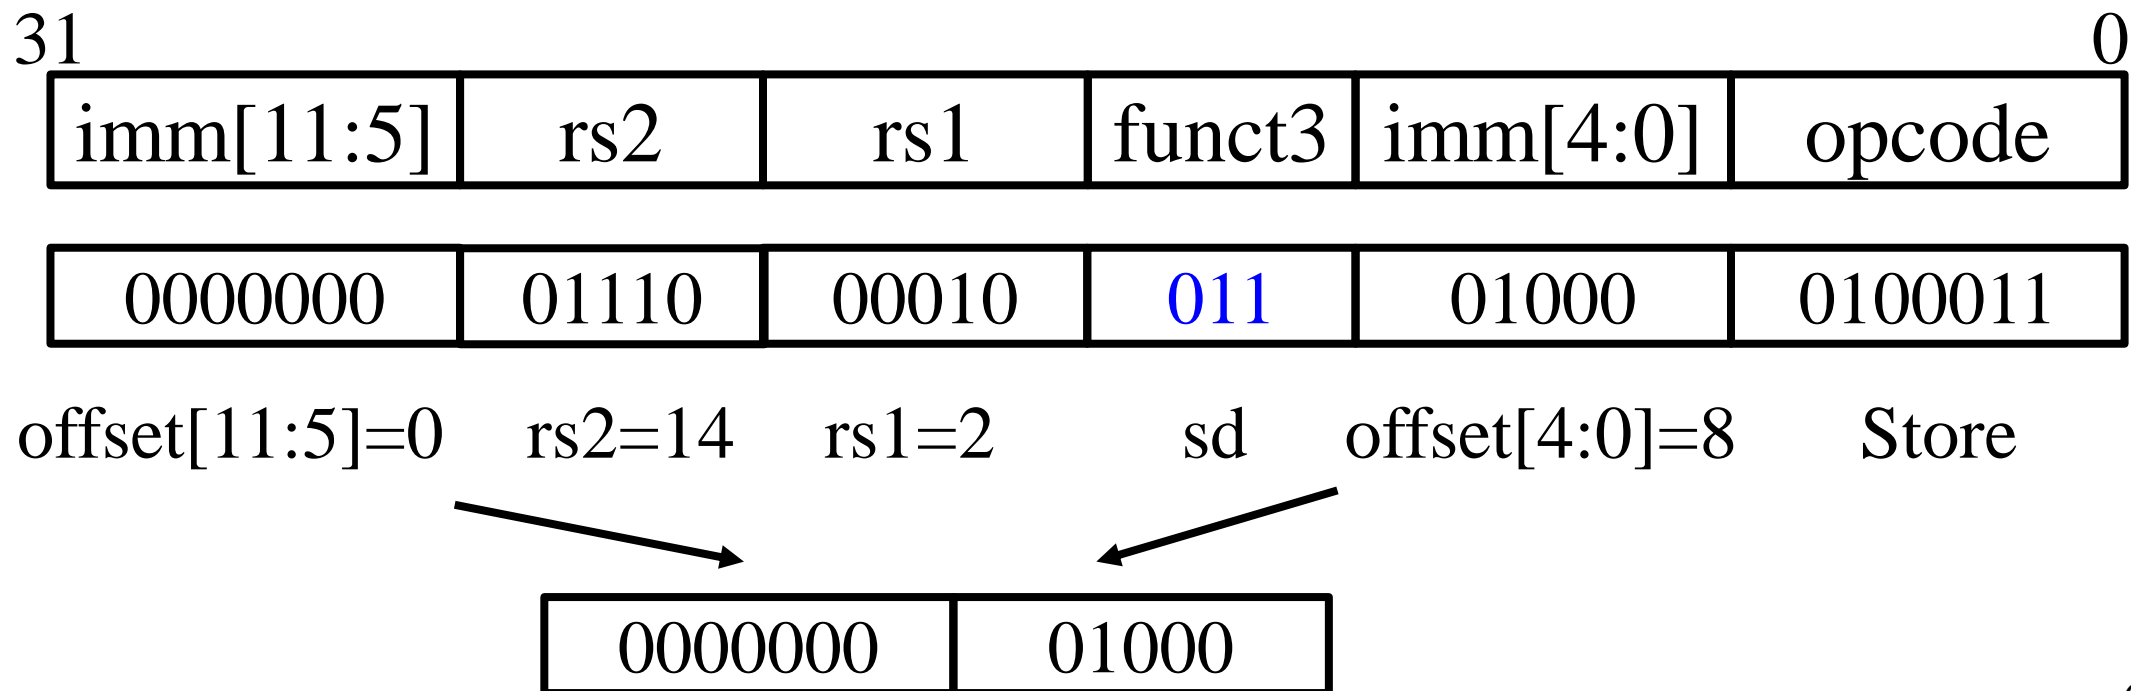 31 0
imm[11:5] rs2 rs1 funct3 imm[4:0] opcode
0000000 01110 00010 011 01000 0100011
offset[11:5]=0 rs2=14 rs1=2 sd offset[4:0]=8 Store
0000000 01000